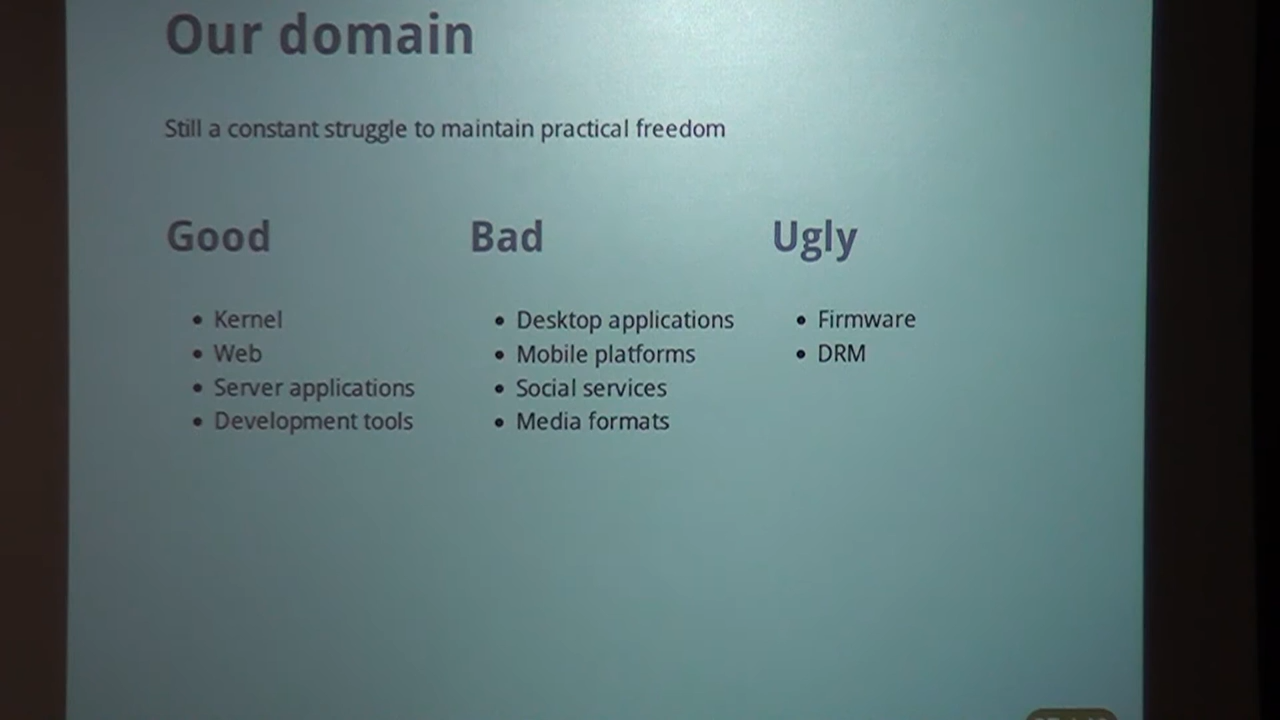 Our domain
Still a constant struggle to maintain practical freedom
Good
Kernel
Web
Server applications
Development tools
Bad
Desktop applications
Mobile platforms
Social services
Media formats
Ugly
Firmware
DRM